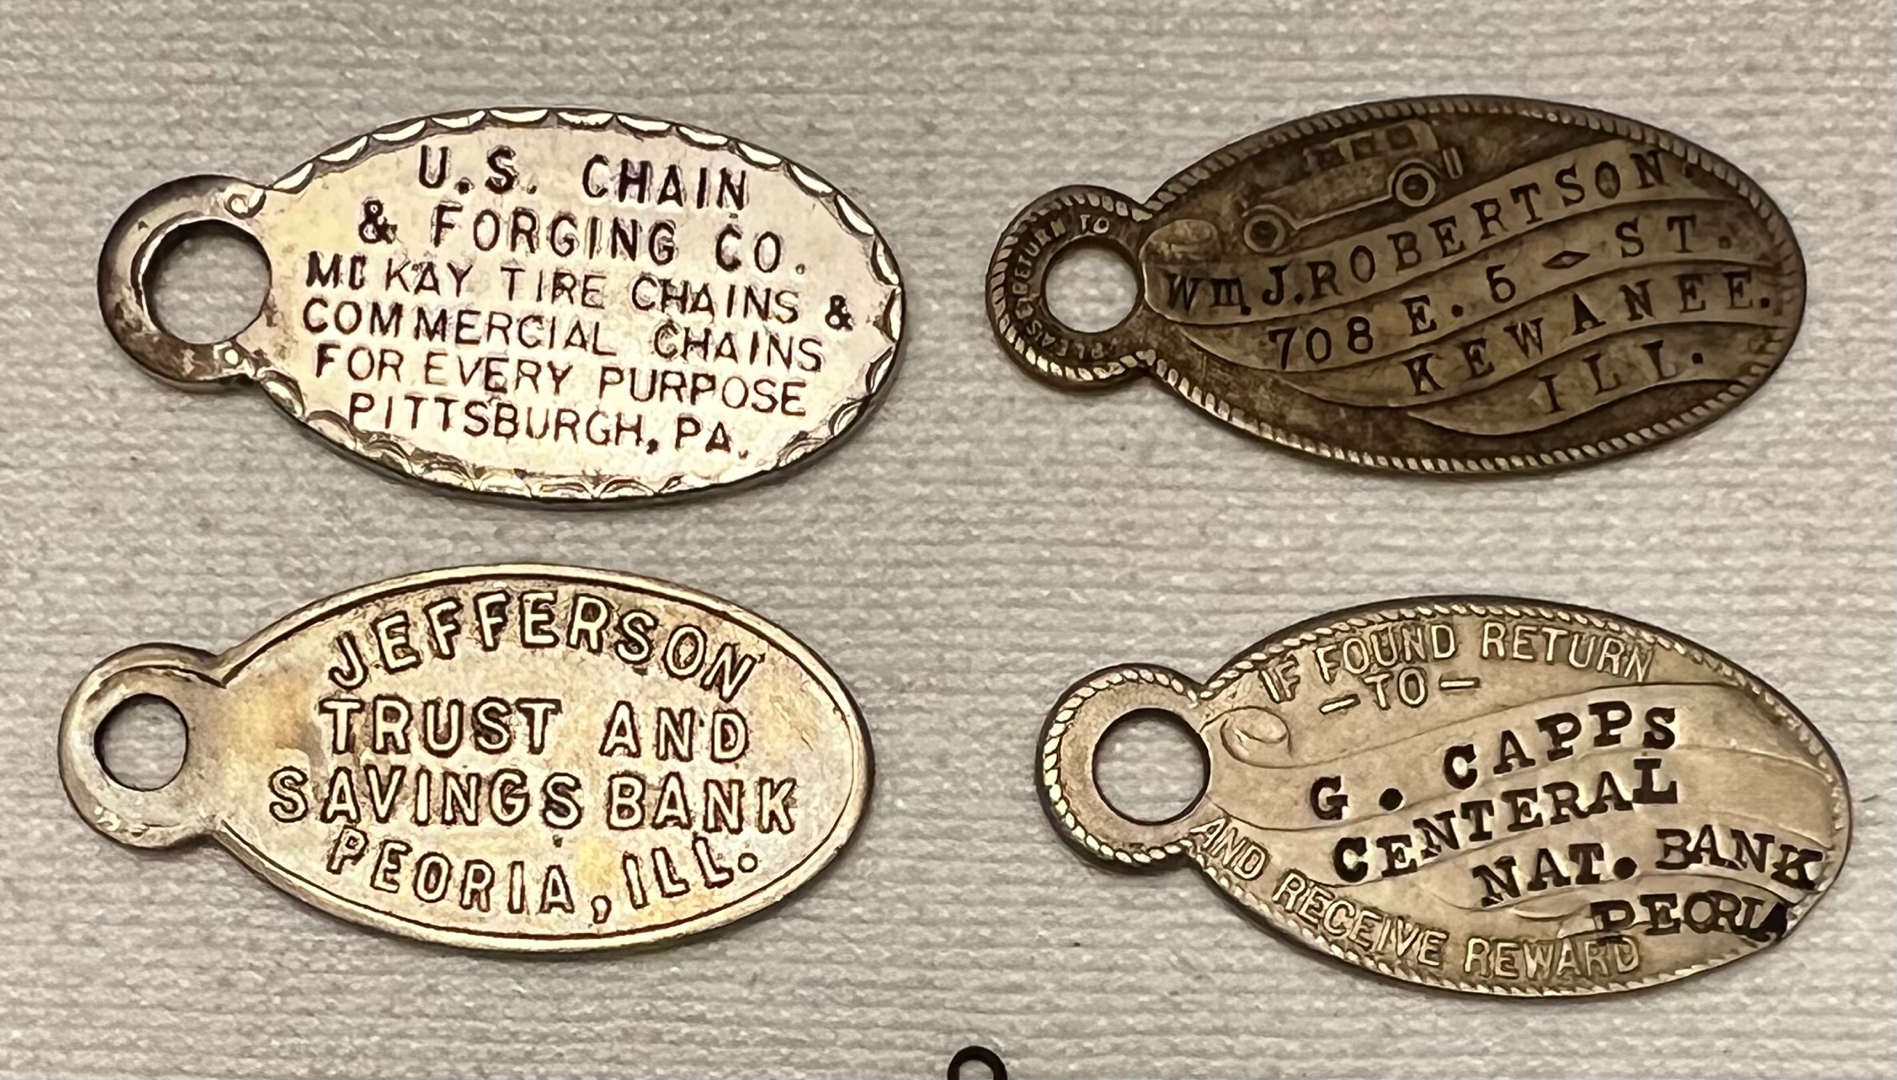 U.S. CHAIN
& FORGING CO.
MC KAY TIRE CHAINS &
COMMERCIAL CHAINS
FOR EVERY PURPOSE
PITTSBURGH, PA.
PLEASE RETURN TO
Wm. J. ROBERTSON.
708 E. 5 ST.
KEWANEE.
ILL.
JEFFERSON
TRUST AND
SAVINGS BANK
PEORIA, ILL.
IF FOUND RETURN
-TO-
G. CAPPS
CENTERAL
NAT. BANK
PEORIA
AND RECEIVE REWARD